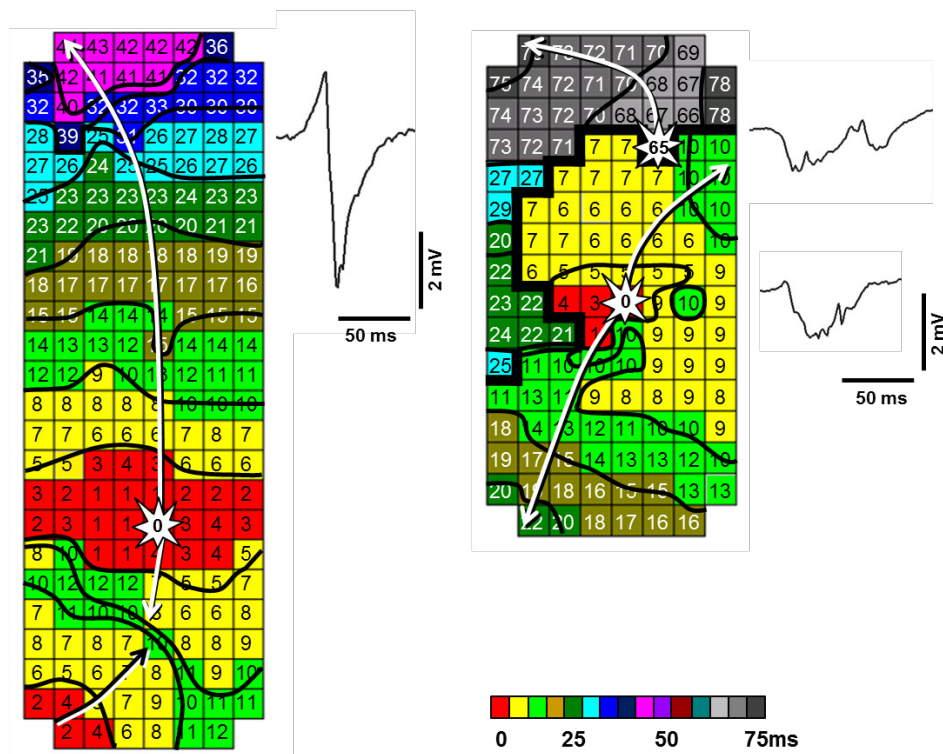 43 42 42 42 36
35 42 41 41 41 32 32 32
32 40 32 32 33 30 30 30
28 39 25 31 26 28 27
27 26 24 25 25 26 27 26
25 23 23 23 23 24 23 23
23 22 20 20 20 20 21 21
21 19 18 18 18 18 19 19
18 17 17 17 17 17 17 16
15 15 14 14 14 15 15 15
14 13 13 12 15 14 14 14
12 12 9 10 13 12 11 11
8 8 8 8 8 10 10 10
7 7 6 6 6 7 8 7
5 5 3 4 3 6 6 6
3 2 1 1 2 2 2
2 3 1 1 0 3 4 3
8 10 1 1 4 3 4 5
10 12 12 12 7 5 5 7
7 11 10 10 8 6 6 8
8 7 8 7 10 8 8 9
6 5 6 7 8 11 9 10
2 4 7 9 10 11 11
2 4 6 8 11 12
2 mV
50 ms
73 72 71 70 69
75 74 72 71 70 68 67 78
74 73 72 70 68 67 66 78
73 72 71 7 7 65 10 10
27 27 7 7 7 7 10 10
29 7 6 6 6 10 10
20 7 7 6 6 6 6 10
22 6 5 5 5 5 5 9
23 22 4 3 0 9 10 9
24 22 21 1 10 9 9 9
25 11 10 10 10 9 9 9
11 13 11 9 8 8 9 8
18 14 13 12 11 10 10 9
19 17 15 14 13 13 12 10
20 19 18 16 15 15 13 13
22 20 18 17 16 16
2 mV
50 ms
0 25 50 75ms